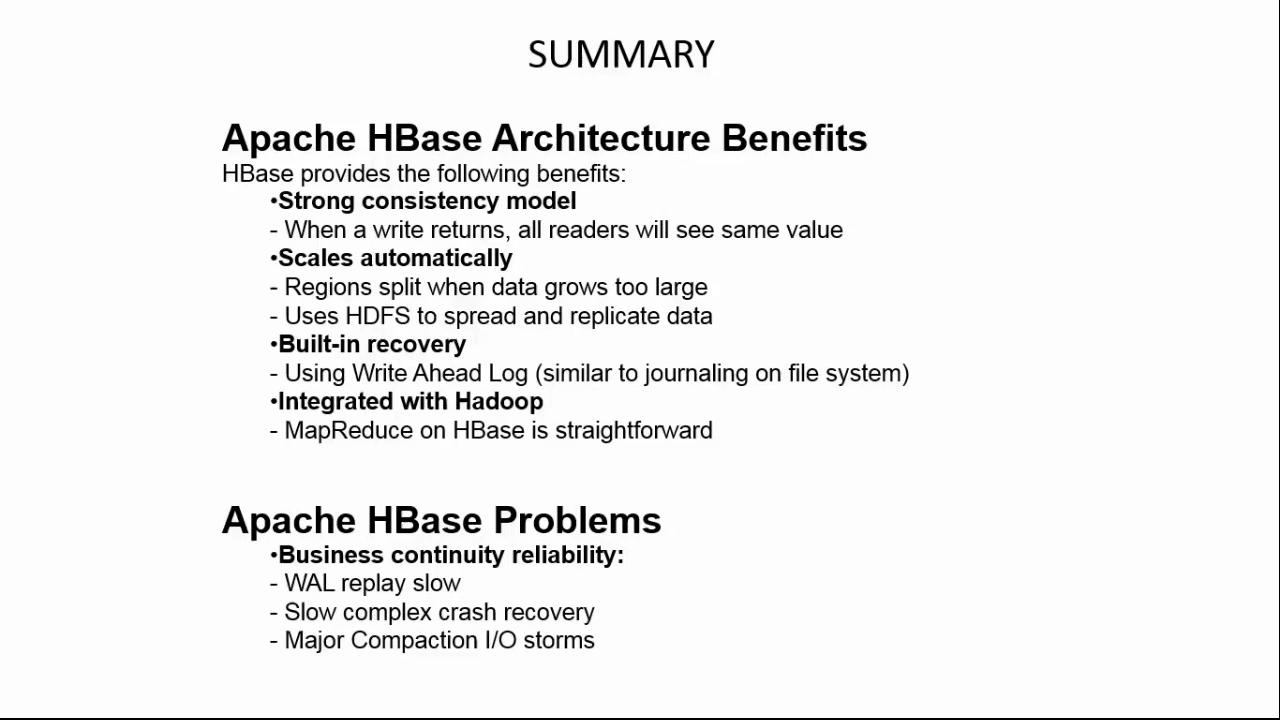 SUMMARY
Apache HBase Architecture Benefits
HBase provides the following benefits:
•Strong consistency model
- When a write returns, all readers will see same value
•Scales automatically
- Regions split when data grows too large
- Uses HDFS to spread and replicate data
•Built-in recovery
- Using Write Ahead Log (similar to journaling on file system)
•Integrated with Hadoop
- MapReduce on HBase is straightforward
Apache HBase Problems
•Business continuity reliability:
- WAL replay slow
- Slow complex crash recovery
- Major Compaction I/O storms